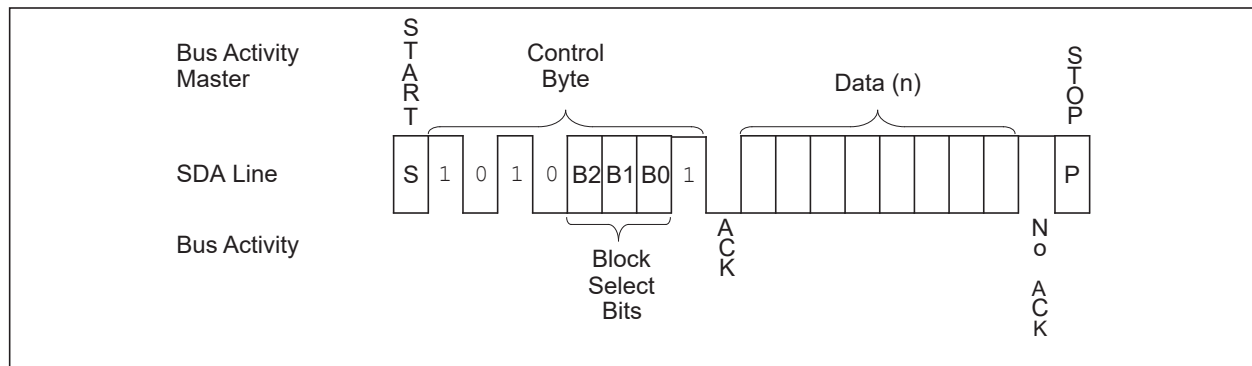 Bus Activity
Master
START
Control
Byte
Data (n)
STOP
SDA Line
S 1 0 1 0 B2 B1 B0 1 P
Bus Activity
ACK
No ACK
Block
Select
Bits